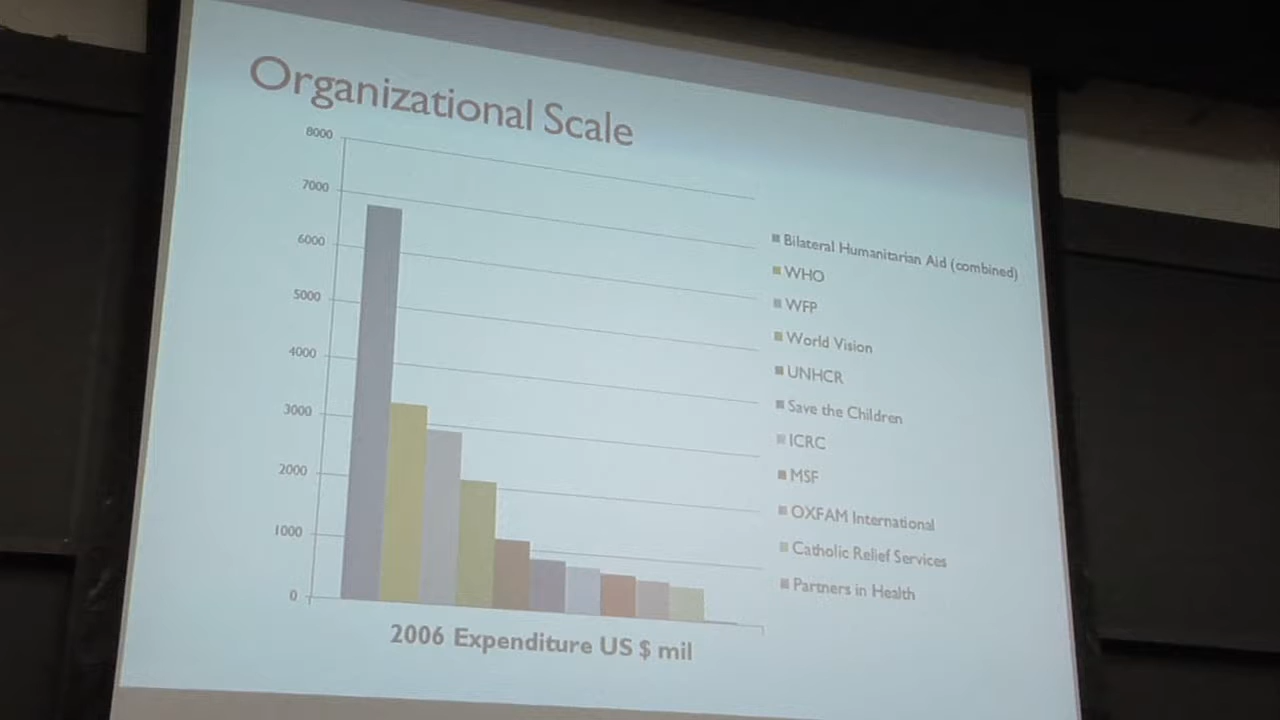 Organizational Scale
8000
7000
6000
5000
4000
3000
2000
1000
0
2006 Expenditure US $ mil
Bilateral Humanitarian Aid (combined)
WHO
WFP
World Vision
UNHCR
Save the Children
ICRC
MSF
OXFAM International
Catholic Relief Services
Partners in Health